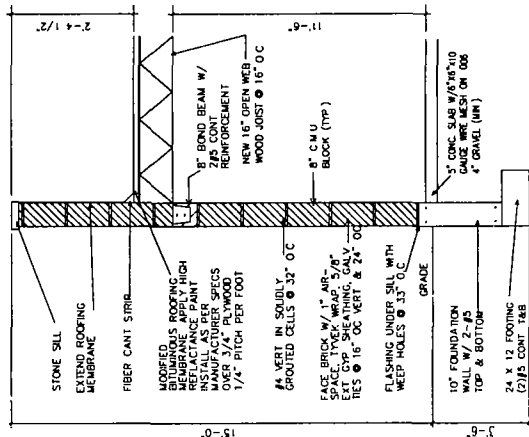 2'-4 1/2"
11'-6"
15'-0"
3'-6"
STONE SILL
EXTEND ROOFING
MEMBRANE
FIBER CANT STRIP
MODIFIED
BITUMINOUS ROOFING
MEMBRANE APPLY HIGH
REFLECTANCE PAINT
INSTALL AS PER
MANUFACTURER SPECS
OVER 3/4" PLYWOOD
1/4" PITCH PER FOOT
#4 VERT IN SOLIDLY
GROUTED CELLS @ 32" O.C
FACE BRICK W/ 1" AIR-
SPACE, TYVEK WRAP, 5/8"
EXT GYP. SHEATHING, GALV
TIES @ 16" OC VERT & 24" OC
FLASHING UNDER SILL WITH
WEEP HOLES @ 33" O.C
GRADE
10" FOUNDATION
WALL W/ 2-#5
TOP & BOTTOM
24 X 12 FOOTING
(2)#5 CONT T&B
8" BOND BEAM W/
2#5 CONT
REINFORCEMENT
NEW 16" OPEN WEB
WOOD JOIST @ 16" O C
8" C M U
BLOCK (TYP)
5" CONC. SLAB W/6"X6"X10
GAUGE WIRE MESH ON .006
4" GRAVEL (MIN)